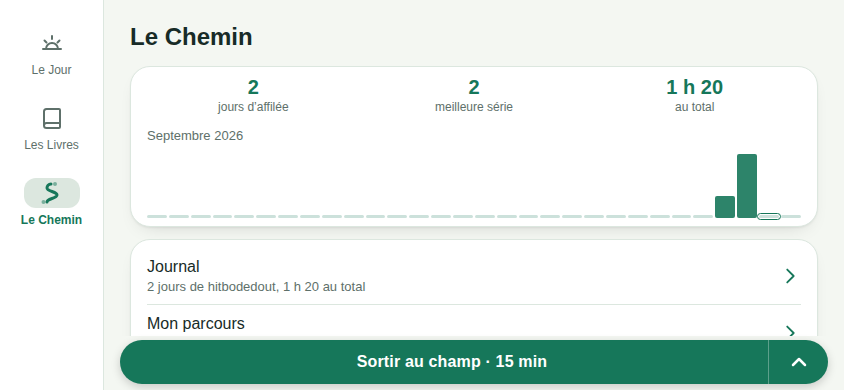 Le Chemin
2
jours d'affilée
2
meilleure série
1 h 20
au total
Septembre 2026
Le Jour
Les Livres
Le Chemin
Journal
2 jours de hitbodedout, 1 h 20 au total
Mon parcours
Sortir au champ · 15 min